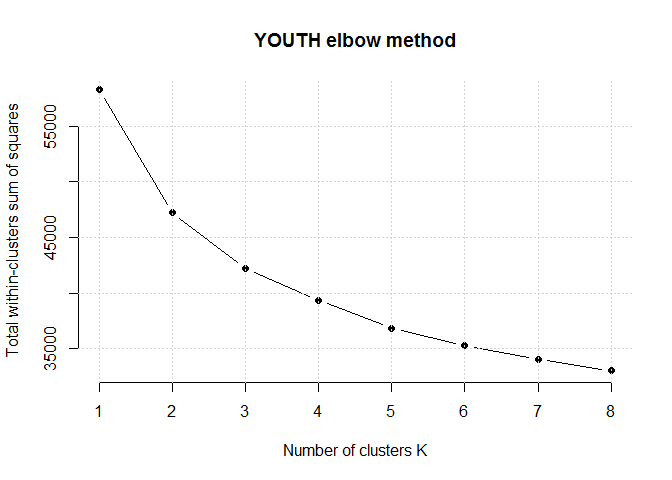 YOUTH elbow method
Total within-clusters sum of squares
55000
45000
35000
1 2 3 4 5 6 7 8
Number of clusters K